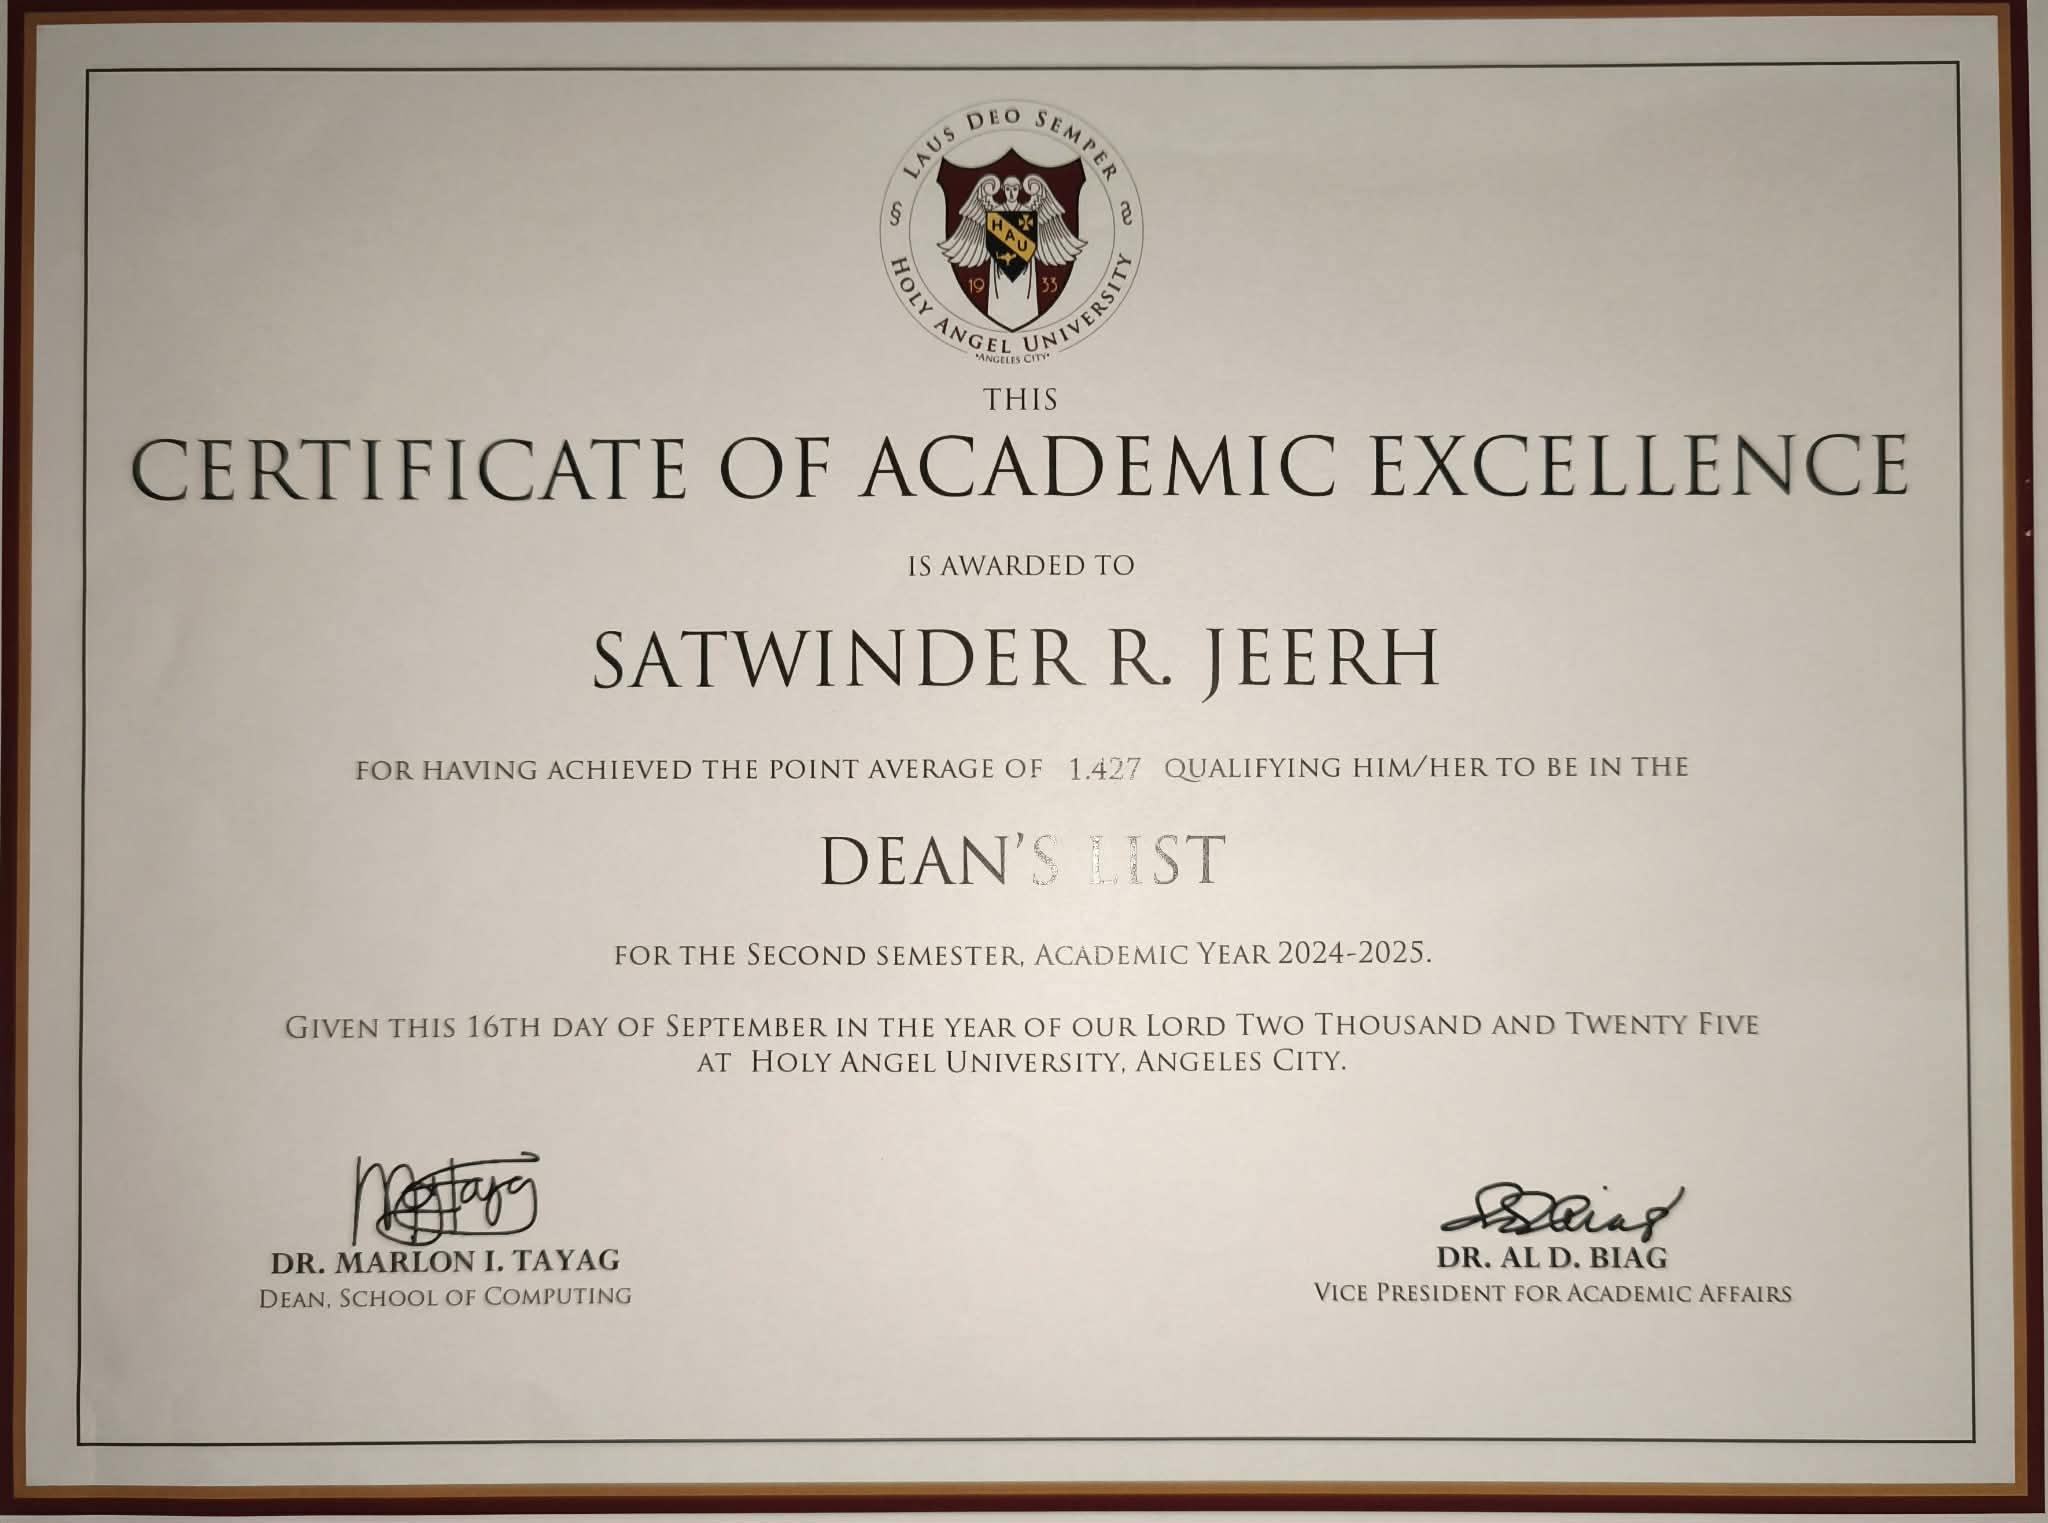 LAUS DEO SEMPER
HAU
19 33
HOLY ANGEL UNIVERSITY
•ANGELES CITY•
THIS
CERTIFICATE OF ACADEMIC EXCELLENCE
IS AWARDED TO
SATWINDER R. JEERH
FOR HAVING ACHIEVED THE POINT AVERAGE OF 1.427 QUALIFYING HIM/HER TO BE IN THE
DEAN'S LIST
FOR THE SECOND SEMESTER, ACADEMIC YEAR 2024-2025.
GIVEN THIS 16TH DAY OF SEPTEMBER IN THE YEAR OF OUR LORD TWO THOUSAND AND TWENTY FIVE
AT HOLY ANGEL UNIVERSITY, ANGELES CITY.
DR. MARLON I. TAYAG
DEAN, SCHOOL OF COMPUTING
DR. AL D. BIAG
VICE PRESIDENT FOR ACADEMIC AFFAIRS